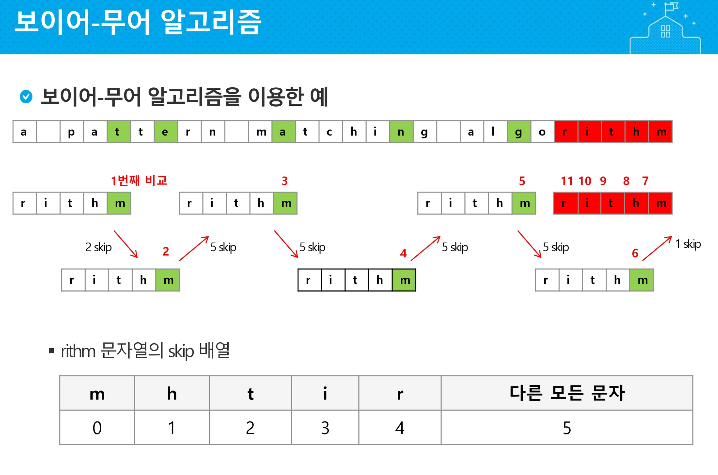 보이어-무어 알고리즘
보이어-무어 알고리즘을 이용한 예
a p a t t e r n m a t c h i n g a l g o r i t h m
1번째 비교 3 5 11 10 9 8 7
r i t h m r i t h m r i t h m r i t h m
2 skip 2 5 skip 5 skip 4 5 skip 5 skip 6 1 skip
r i t h m r i t h m r i t h m
▪ rithm 문자열의 skip 배열
m h t i r 다른 모든 문자
0 1 2 3 4 5